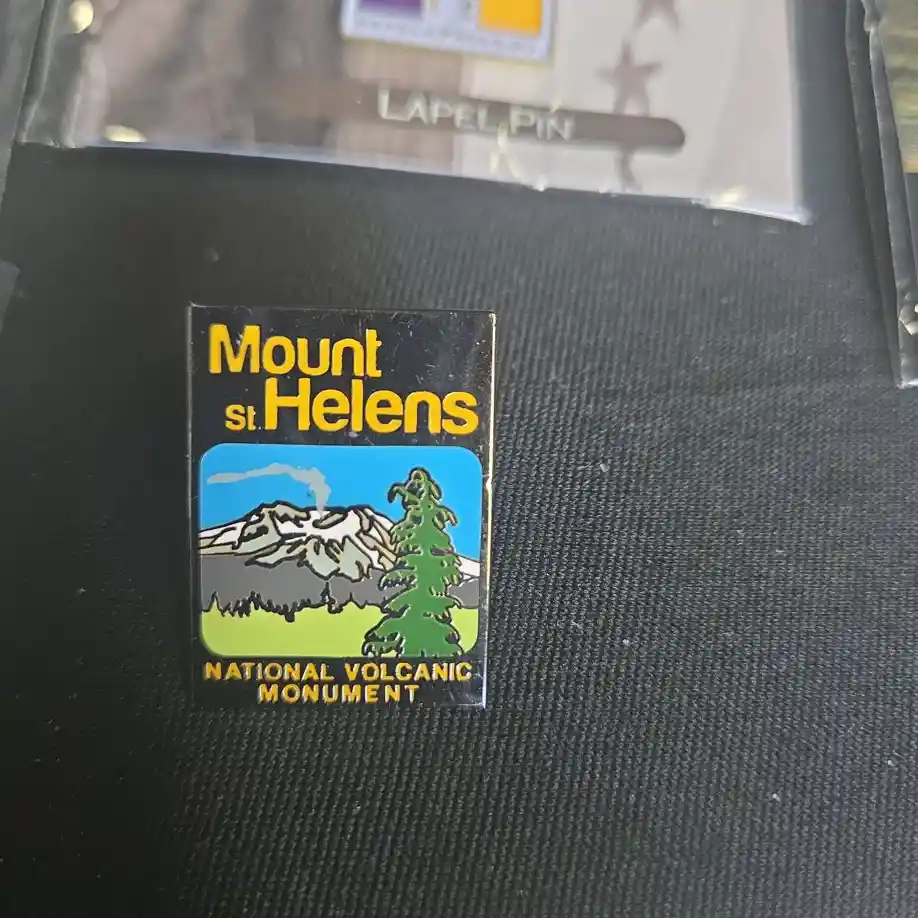 LAPEL PIN
Mount
St. Helens
NATIONAL VOLCANIC
MONUMENT